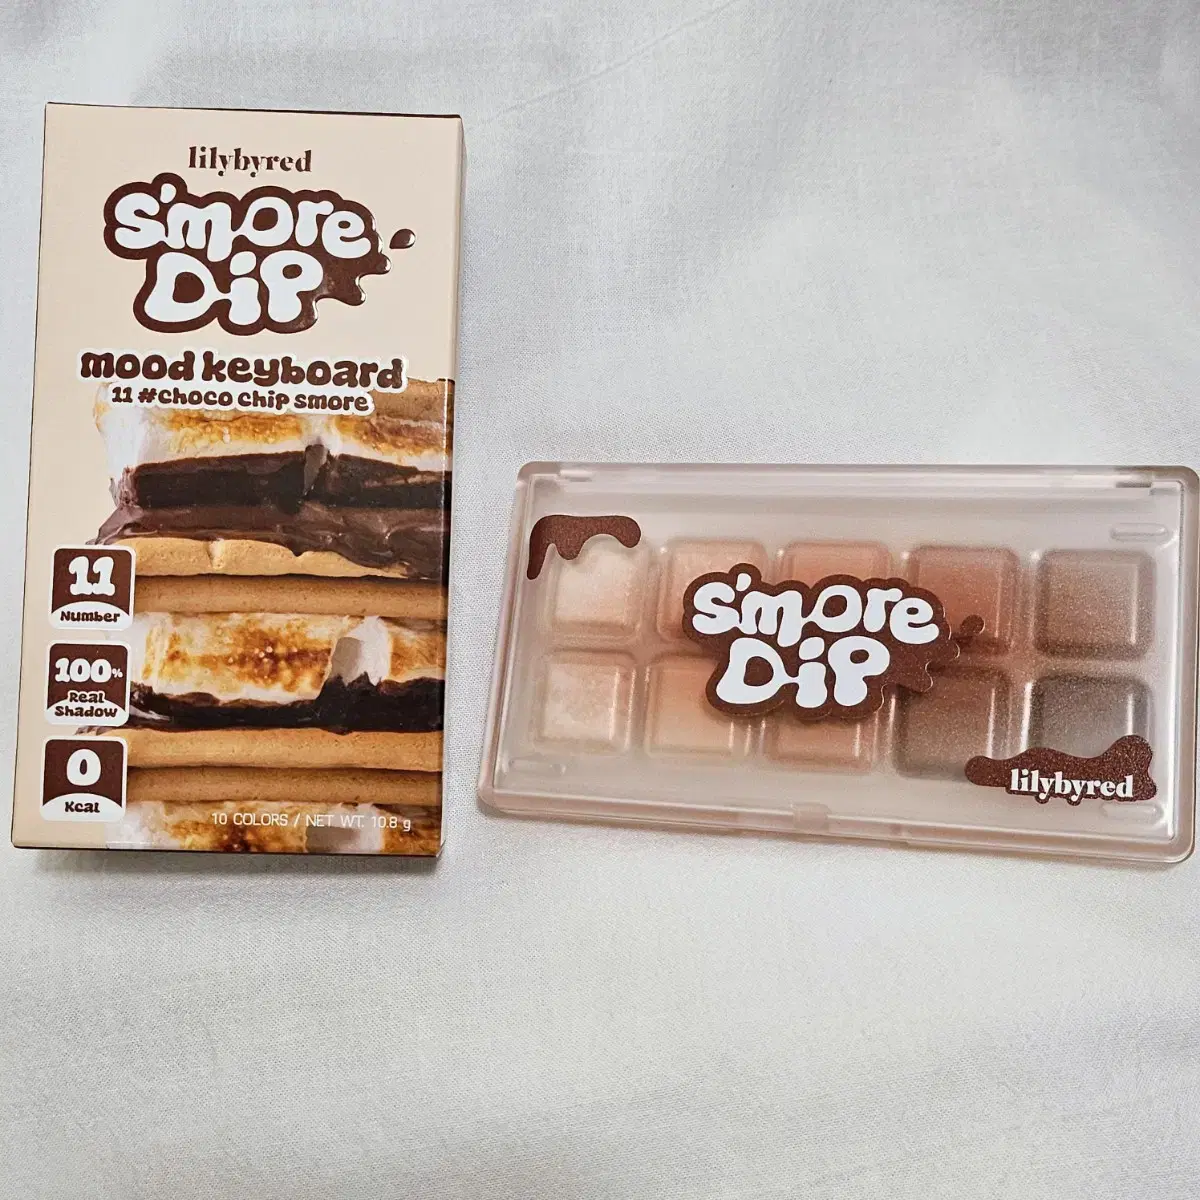 lilybyred
s'more
Dip
mood keyboard
11 #choco chip smore
11
Number
100%
Real
Shadow
0
Kcal
10 COLORS / NET WT. 10.8 g
s'more
Dip
lilybyred